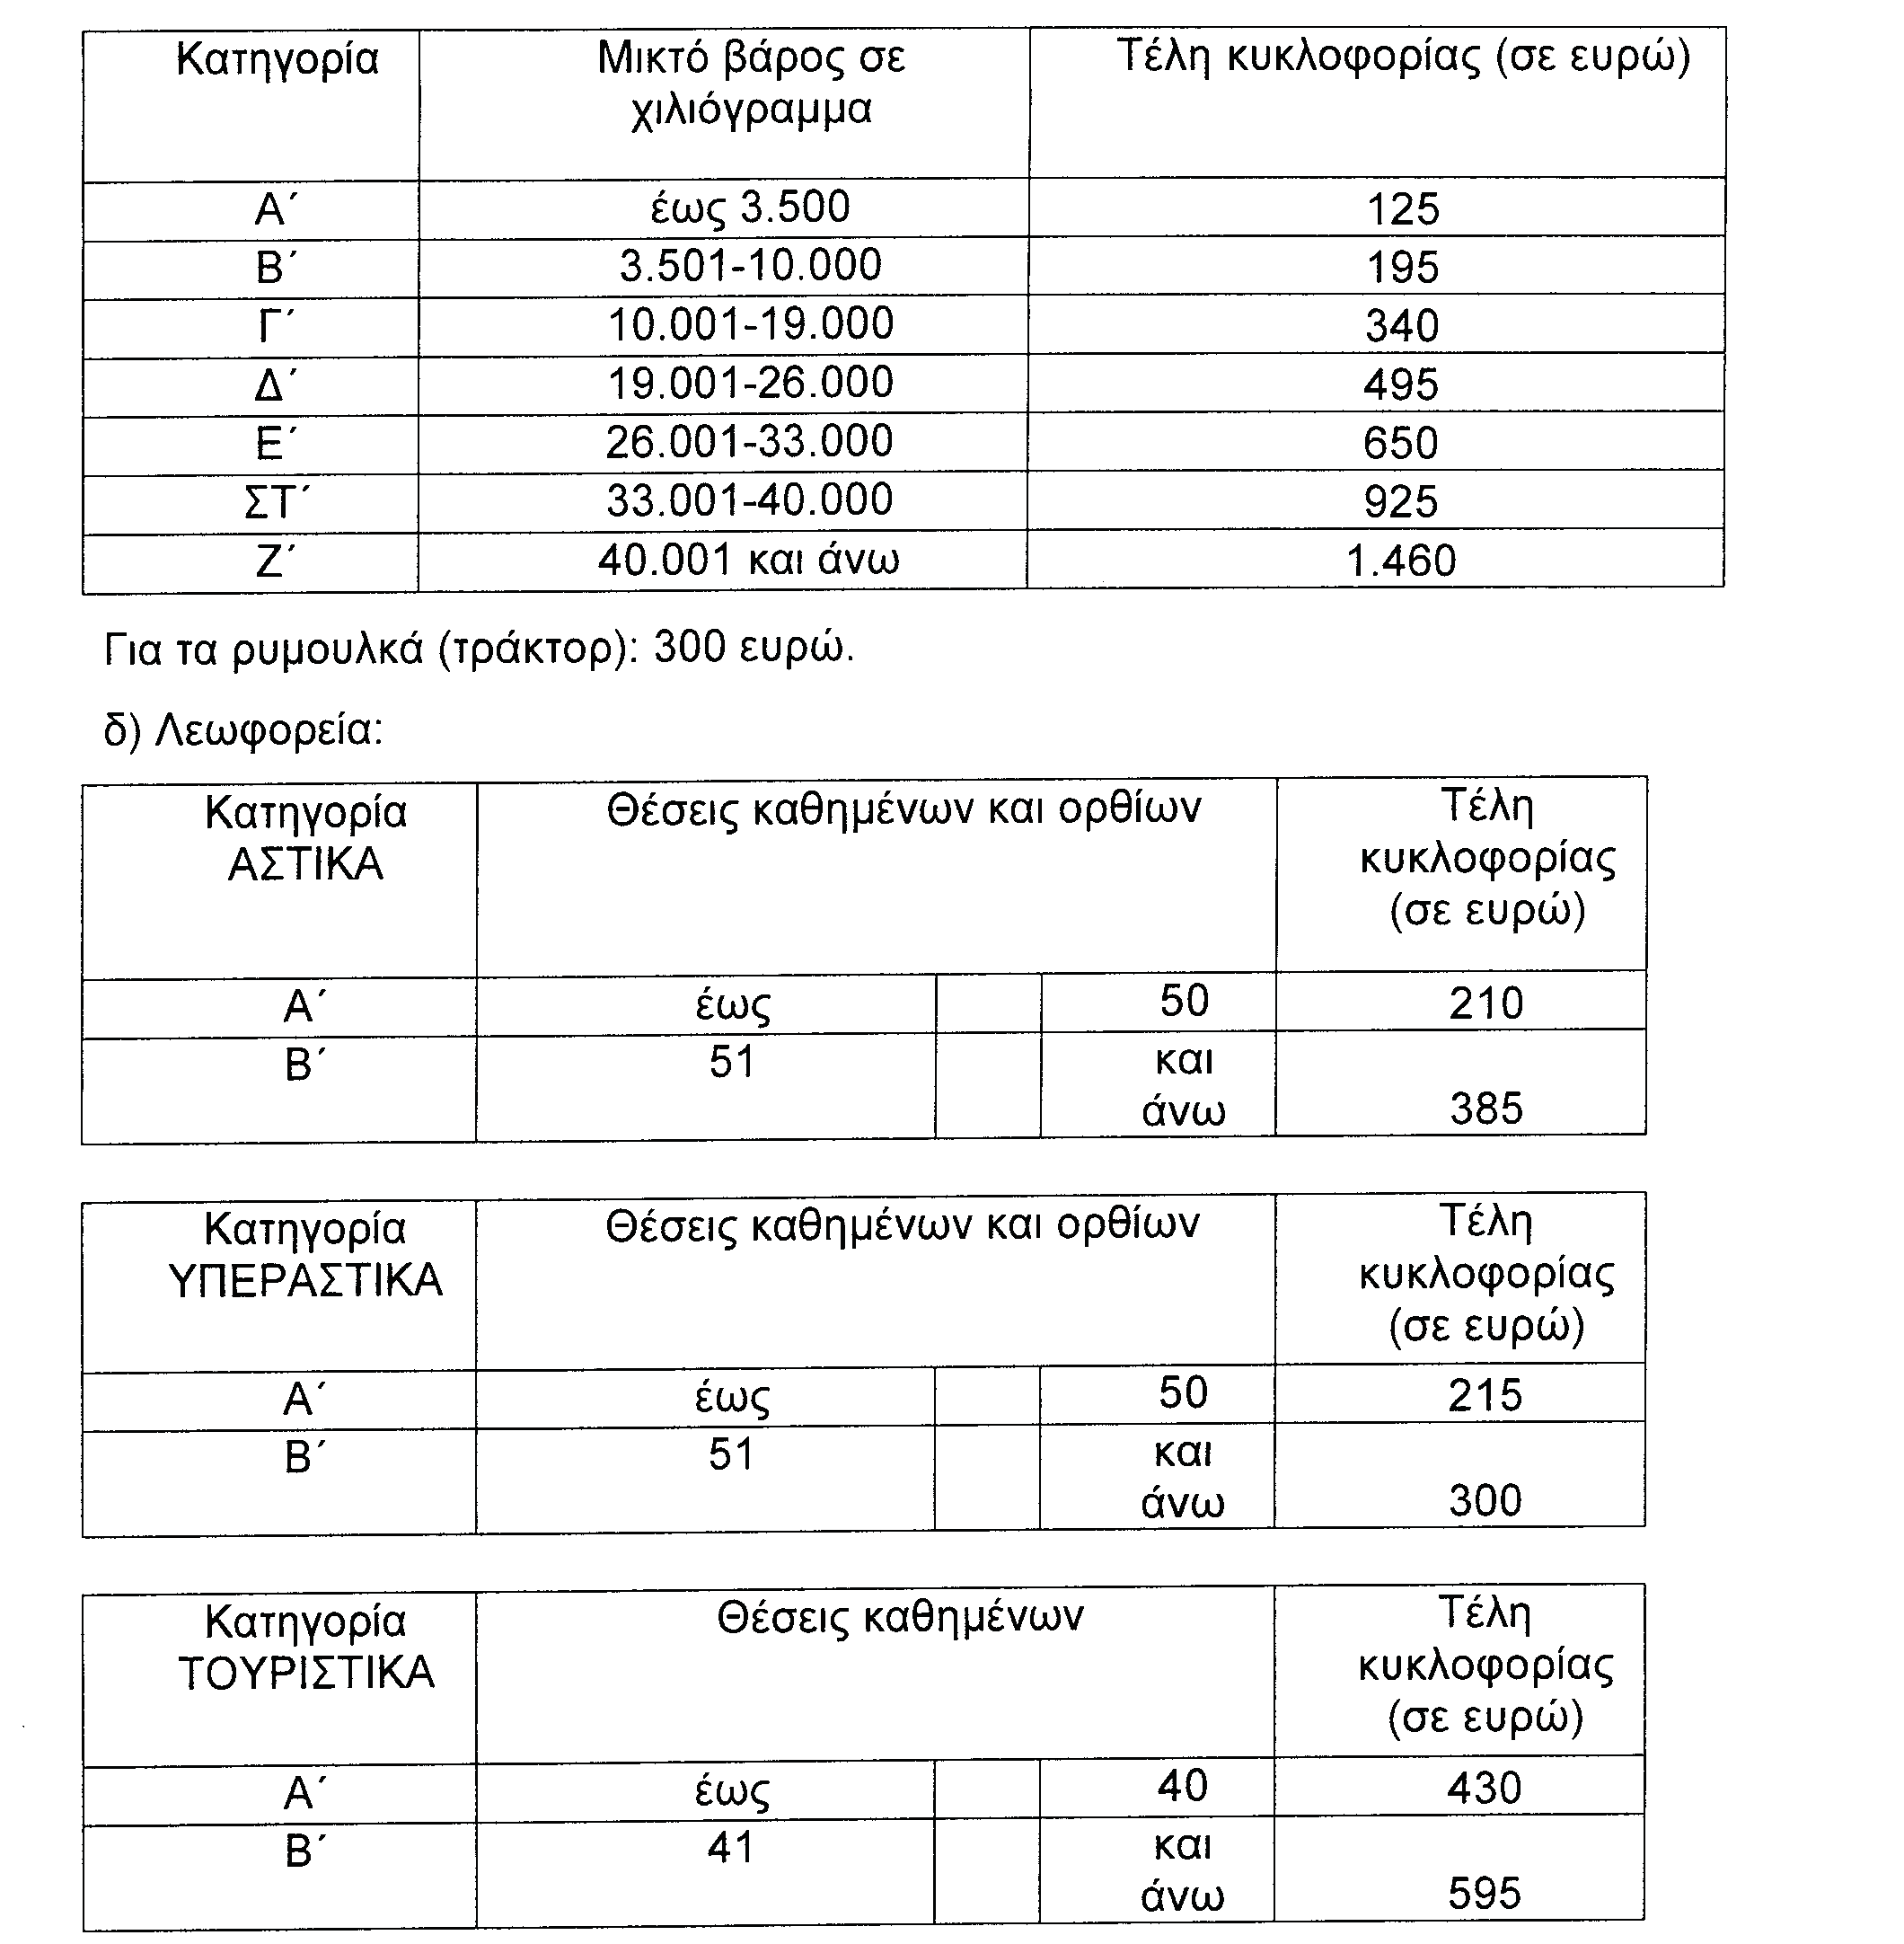 Κατηγορία Μικτό βάρος σε Τέλη κυκλοφορίας (σε ευρώ)
χιλιόγραμμα
Α΄ έως 3.500 125
Β΄ 3.501-10.000 195
Γ΄ 10.001-19.000 340
Δ΄ 19.001-26.000 495
Ε΄ 26.001-33.000 650
ΣΤ΄ 33.001-40.000 925
Ζ΄ 40.001 και άνω 1.460
Για τα ρυμουλκά (τράκτορ): 300 ευρώ.
δ) Λεωφορεία:
Κατηγορία Θέσεις καθημένων και ορθίων Τέλη
ΑΣΤΙΚΑ κυκλοφορίας
(σε ευρώ)
Α΄ έως 50 210
Β΄ 51 και
άνω 385
Κατηγορία Θέσεις καθημένων και ορθίων Τέλη
ΥΠΕΡΑΣΤΙΚΑ κυκλοφορίας
(σε ευρώ)
Α΄ έως 50 215
Β΄ 51 και
άνω 300
Κατηγορία Θέσεις καθημένων Τέλη
ΤΟΥΡΙΣΤΙΚΑ κυκλοφορίας
(σε ευρώ)
Α΄ έως 40 430
Β΄ 41 και
άνω 595